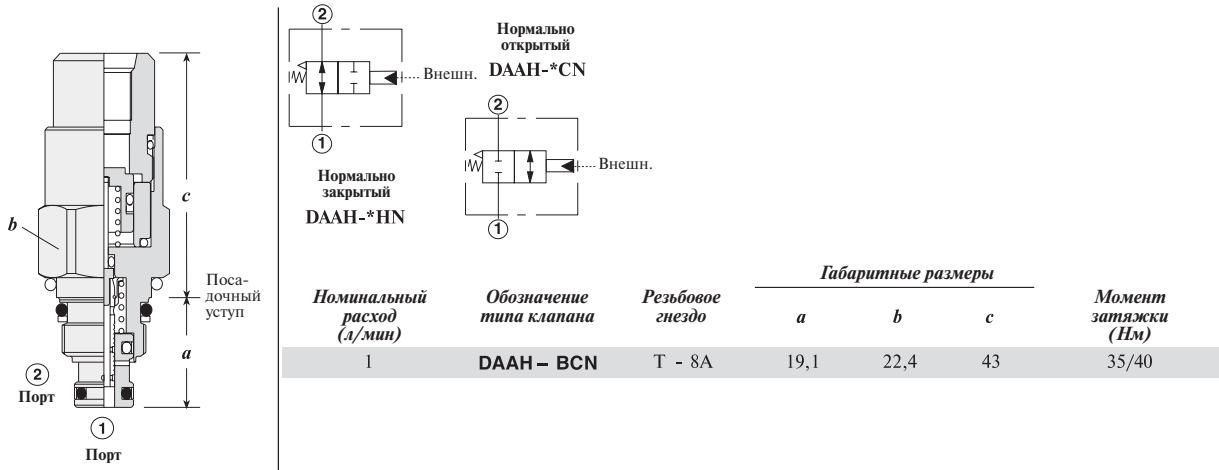 c
b
Поса-
дочный
уступ
a
2
Порт
1
Порт
2
Внешн.
1
Нормально
открытый
DAAH-*CN
2
Внешн.
1
Нормально
закрытый
DAAH-*HN
Габаритные размеры
Номинальный
расход
(л/мин)
Обозначение
типа клапана
Резьбовое
гнездо
a b c
Момент
затяжки
(Нм)
1 DAAH – BCN T - 8A 19,1 22,4 43 35/40